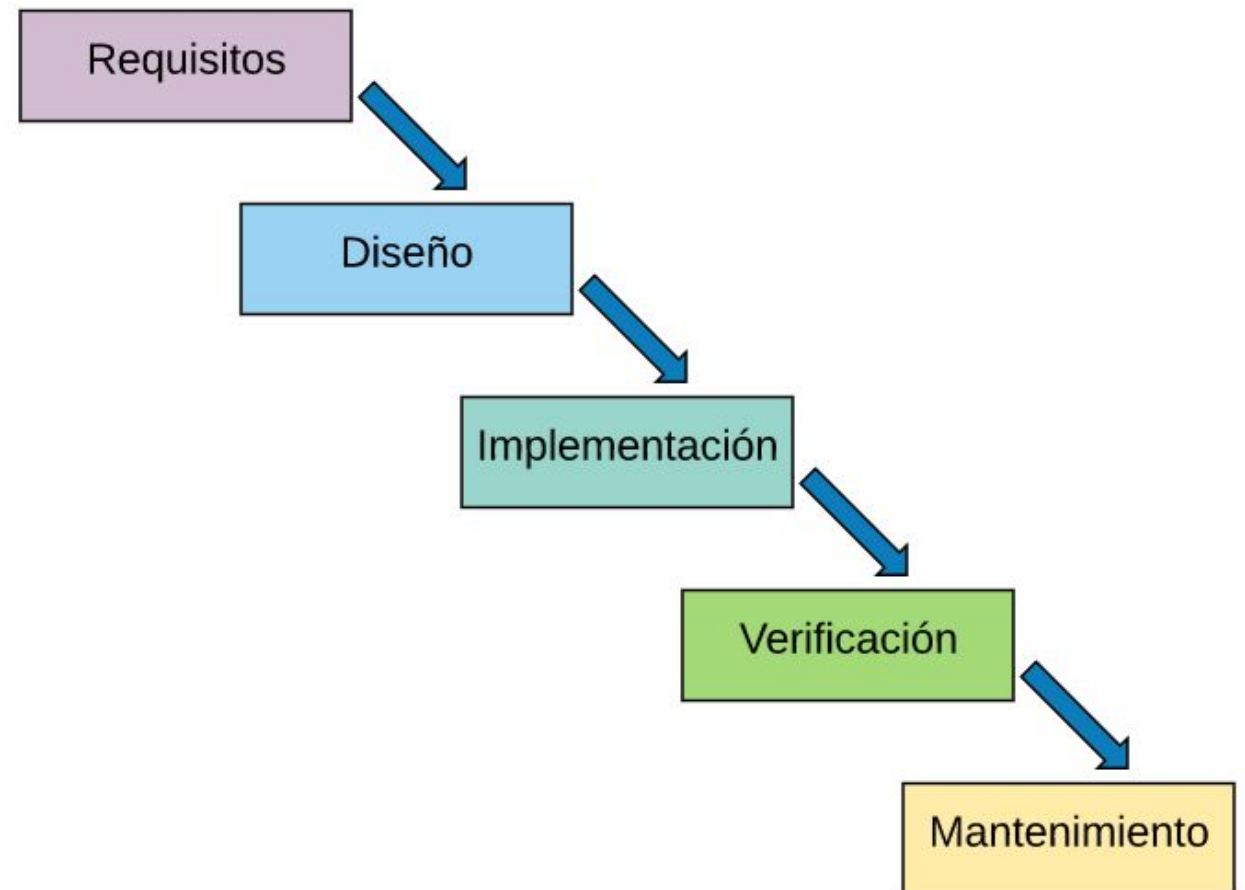 Requisitos
Diseño
Implementación
Verificación
Mantenimiento